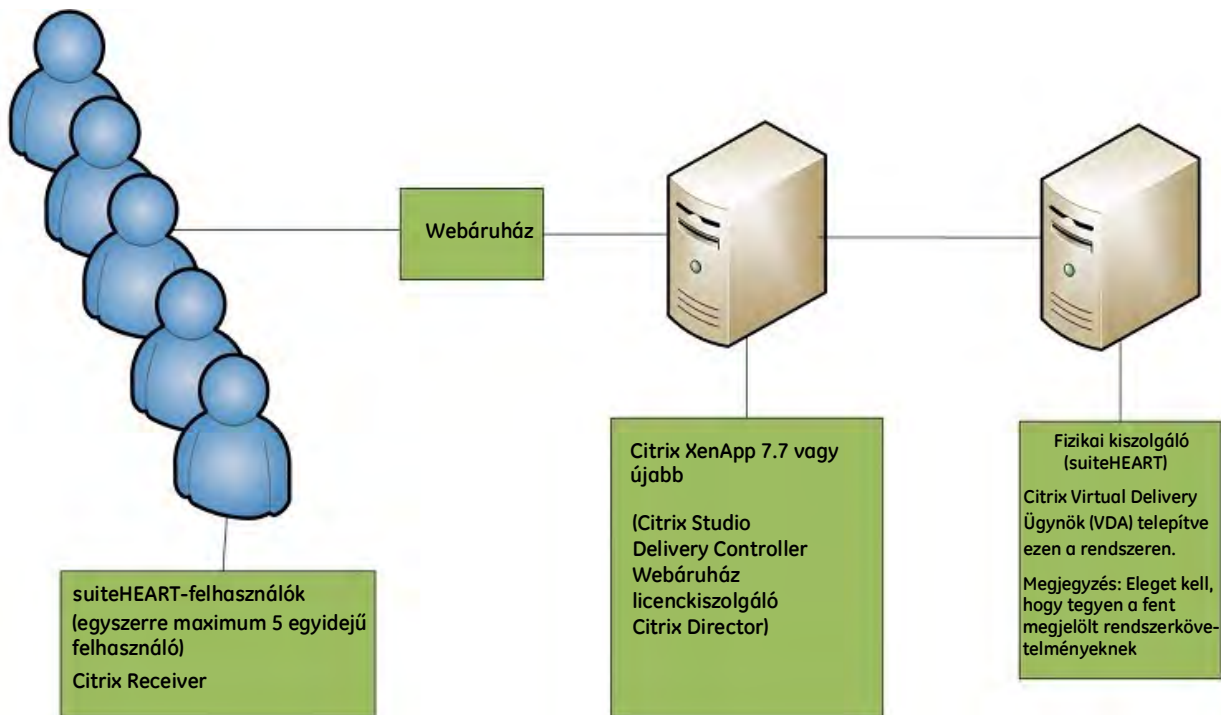 Webáruház
suiteHEART-felhasználók
(egyszerre maximum 5 egyidejű
felhasználó)
Citrix Receiver
Citrix XenApp 7.7 vagy
újabb
(Citrix Studio
Delivery Controller
Webáruház
licenckiszolgáló
Citrix Director)
Fizikai kiszolgáló
(suiteHEART)
Citrix Virtual Delivery
Ügynök (VDA) telepítve
ezen a rendszeren.
Megjegyzés: Eleget kell,
hogy tegyen a fent
megjelölt rendszerköve-
telményeknek